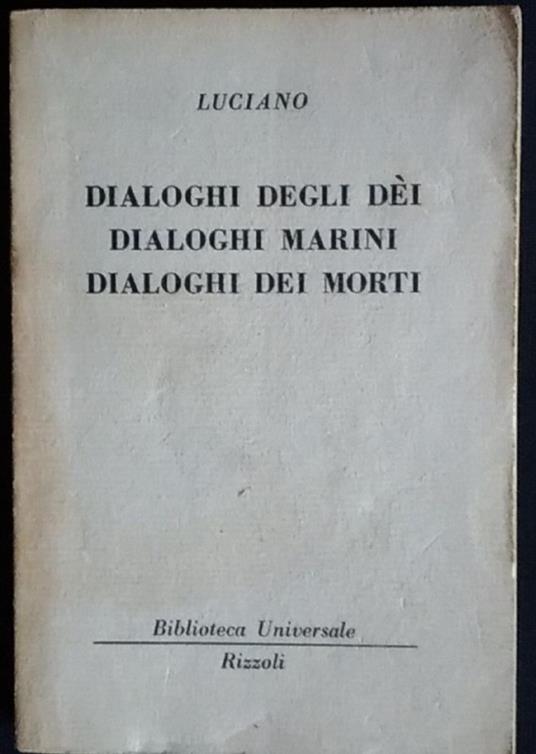 LUCIANO
DIALOGHI DEGLI DÈI
DIALOGHI MARINI
DIALOGHI DEI MORTI
Biblioteca Universale
Rizzoli